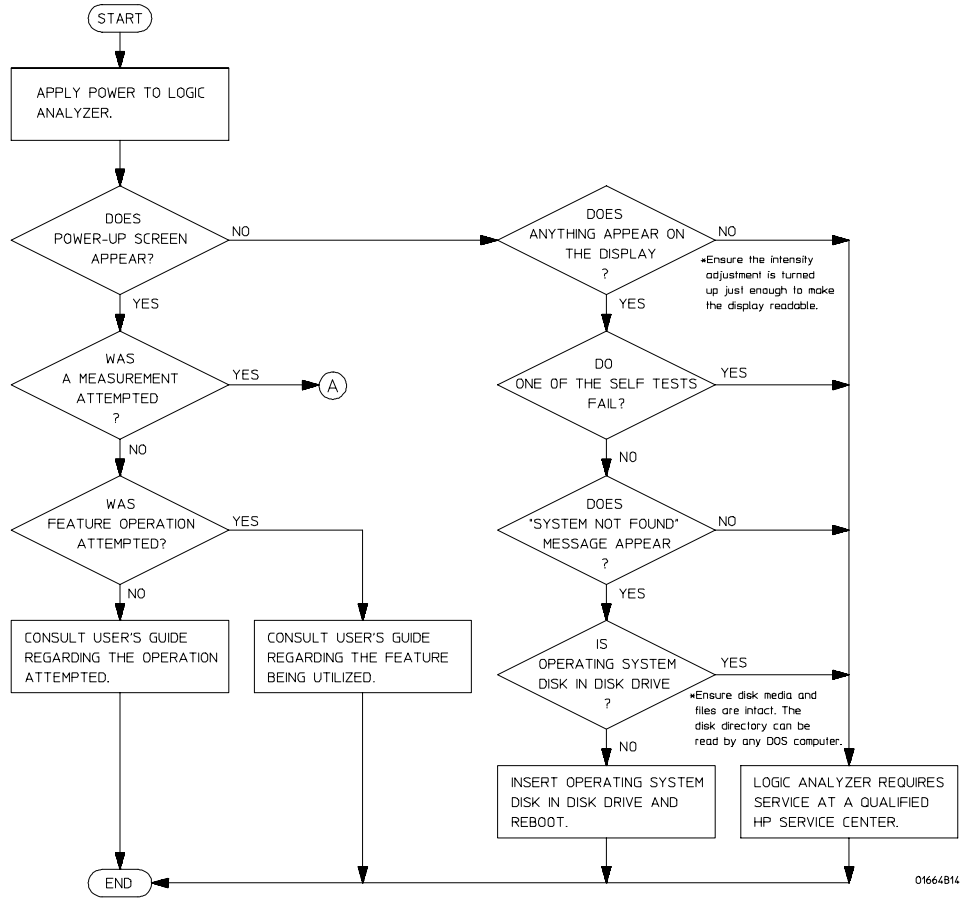 START
APPLY POWER TO LOGIC
ANALYZER.
DOES
POWER-UP SCREEN
APPEAR?
NO
YES
WAS
A MEASUREMENT
ATTEMPTED
?
YES
A
NO
WAS
FEATURE OPERATION
ATTEMPTED?
YES
NO
CONSULT USER'S GUIDE
REGARDING THE OPERATION
ATTEMPTED.
CONSULT USER'S GUIDE
REGARDING THE FEATURE
BEING UTILIZED.
DOES
ANYTHING APPEAR ON
THE DISPLAY
?
NO
*Ensure the intensity
adjustment is turned
up just enough to make
the display readable.
YES
DO
ONE OF THE SELF TESTS
FAIL?
YES
NO
DOES
"SYSTEM NOT FOUND"
MESSAGE APPEAR
?
NO
YES
IS
OPERATING SYSTEM
DISK IN DISK DRIVE
?
YES
*Ensure disk media and
files are intact. The
disk directory can be
read by any DOS computer.
NO
INSERT OPERATING SYSTEM
DISK IN DISK DRIVE AND
REBOOT.
LOGIC ANALYZER REQUIRES
SERVICE AT A QUALIFIED
HP SERVICE CENTER.
END
01664B14